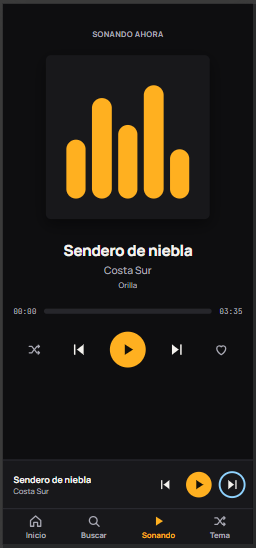 SONANDO AHORA
Sendero de niebla
Costa Sur
Orilla
00:00 03:35
Sendero de niebla
Costa Sur
Inicio Buscar Sonando Tema